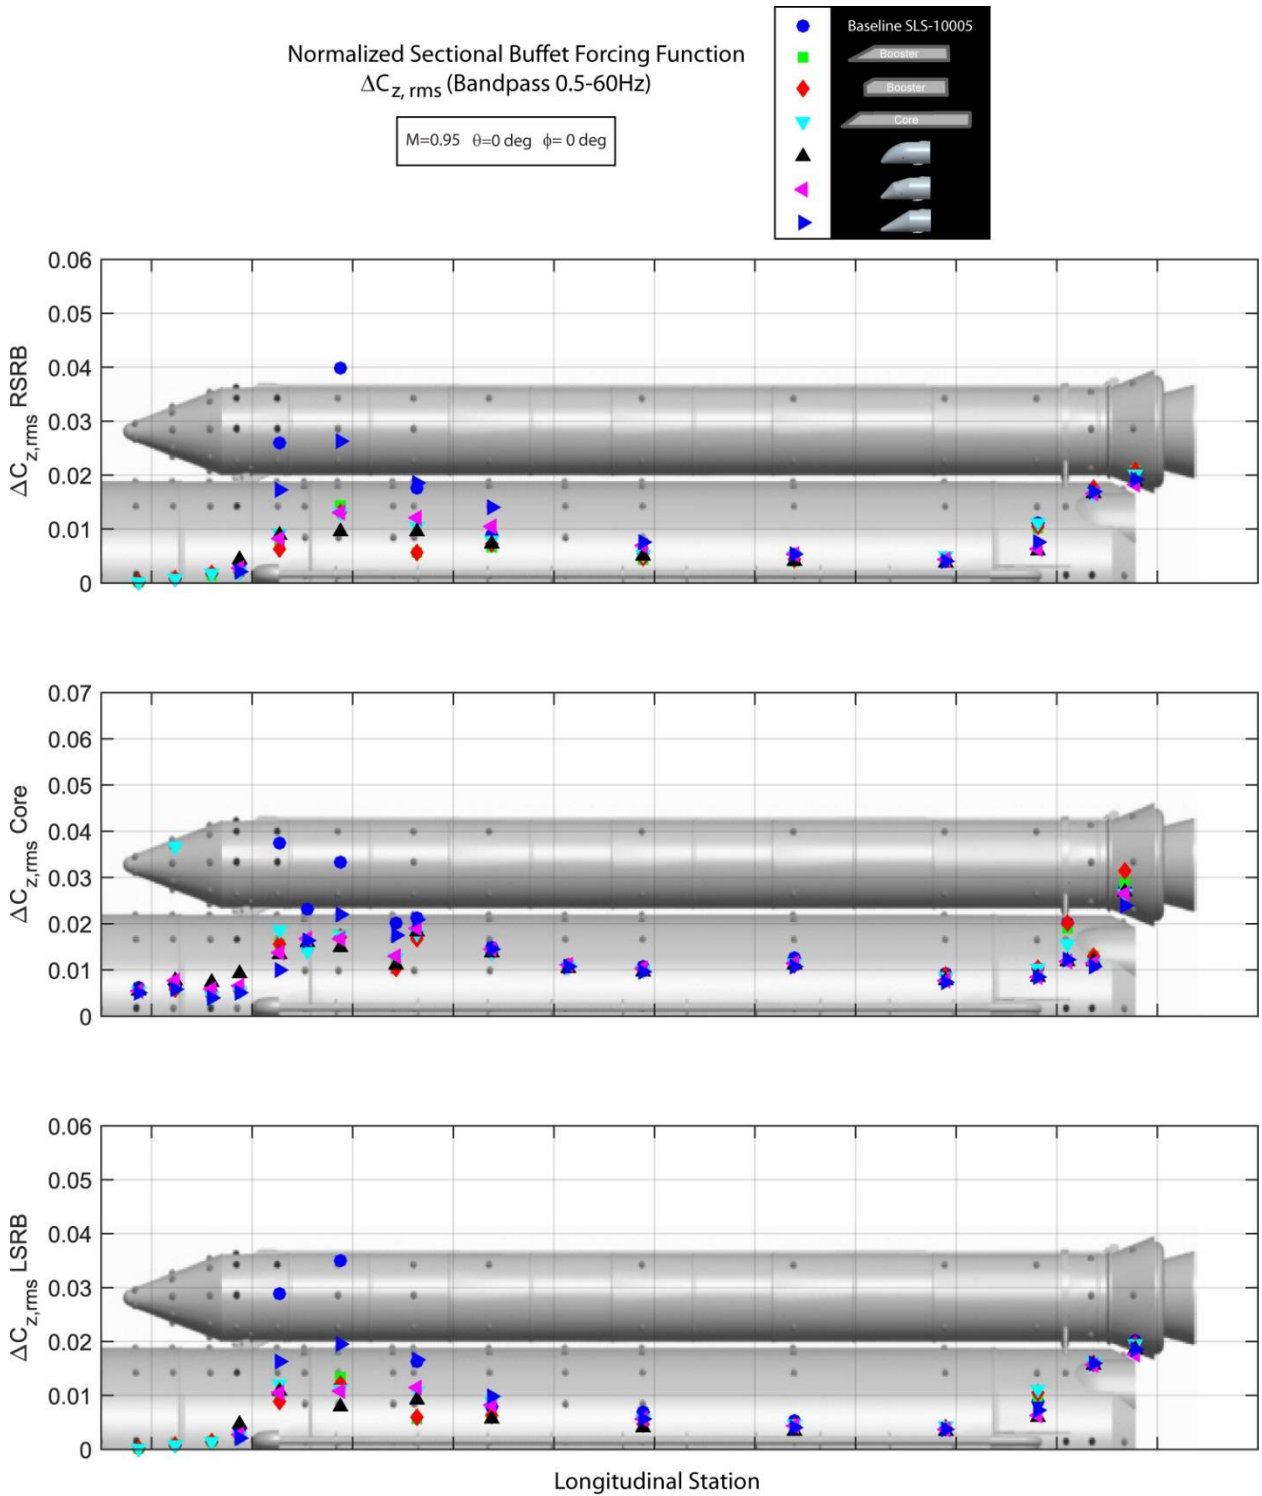 Baseline SLS-10005
Normalized Sectional Buffet Forcing Function
ΔCz, rms (Bandpass 0.5-60Hz)
Booster
Booster
Core
M=0.95 θ=0 deg ϕ= 0 deg
0.06
0.05
0.04
0.03
0.02
0.01
0
ΔCz,rms RSRB
0.07
0.06
0.05
0.04
0.03
0.02
0.01
0
ΔCz,rms Core
0.06
0.05
0.04
0.03
0.02
0.01
0
ΔCz,rms LSRB
Longitudinal Station